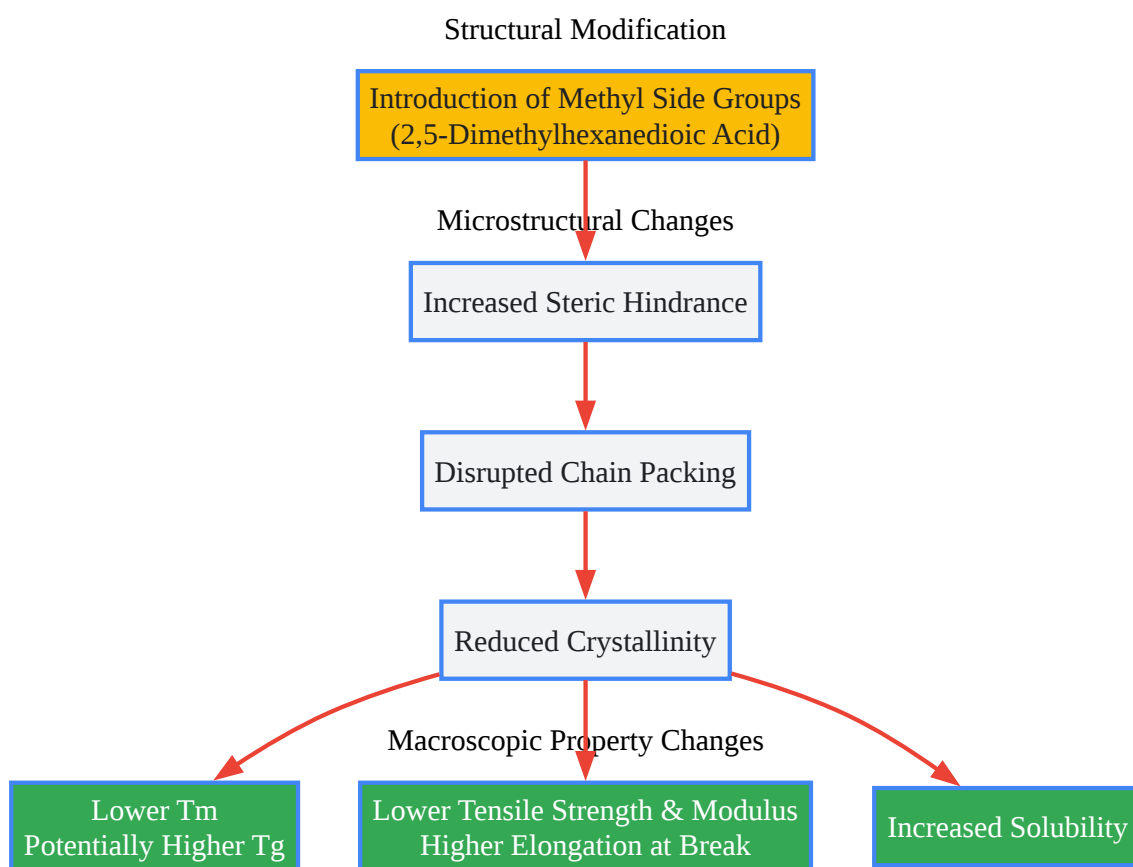 Structural Modification
Introduction of Methyl Side Groups
(2,5-Dimethylhexanedioic Acid)
Microstructural Changes
Increased Steric Hindrance
Disrupted Chain Packing
Reduced Crystallinity
Macroscopic Property Changes
Lower Tm
Potentially Higher Tg
Lower Tensile Strength & Modulus
Higher Elongation at Break
Increased Solubility